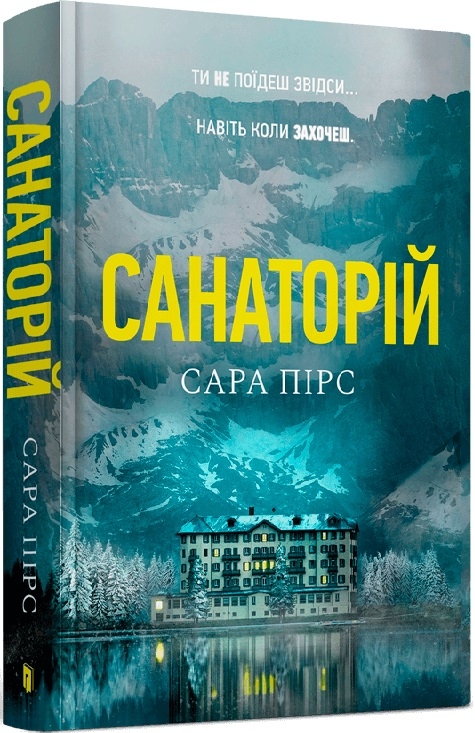 ТИ НЕ ПОЇДЕШ ЗВІДСИ...
НАВІТЬ КОЛИ ЗАХОЧЕШ.
САНАТОРІЙ
САРА ПІРС
САНАТОРІЙ
САРА ПІРС